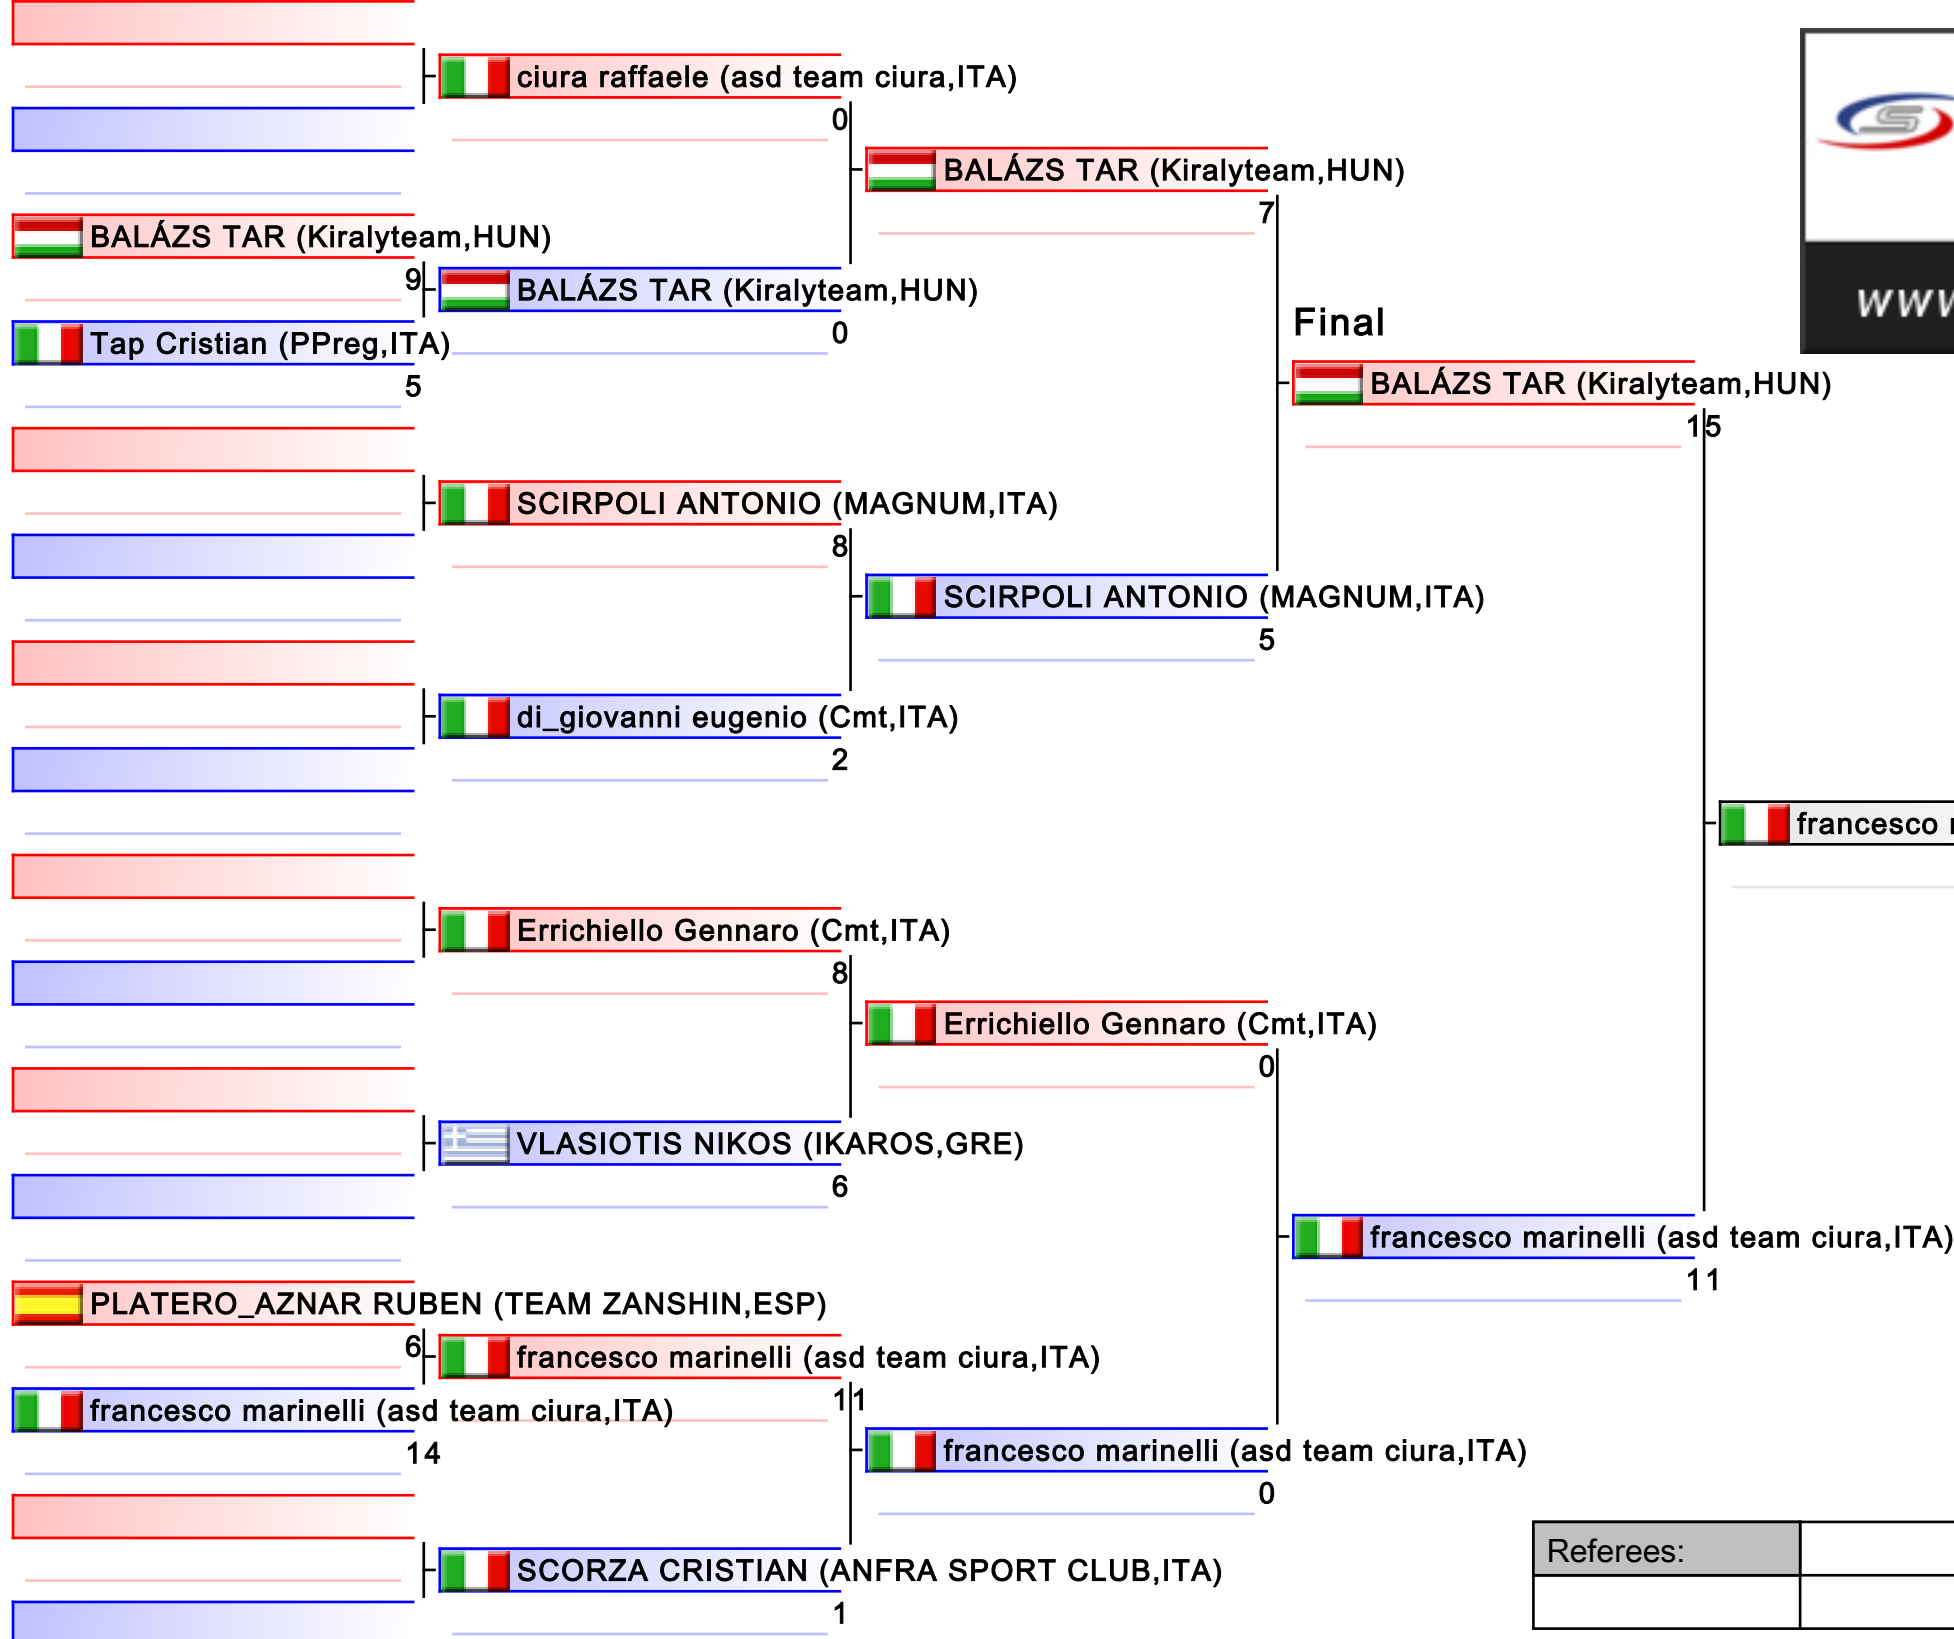 ciura raffaele (asd team ciura,ITA)
0
BALÁZS TAR (Kiralyteam,HUN)
7
BALÁZS TAR (Kiralyteam,HUN)
9
BALÁZS TAR (Kiralyteam,HUN)
0
Tap Cristian (PPreg,ITA)
5
Final
BALÁZS TAR (Kiralyteam,HUN)
15
www
SCIRPOLI ANTONIO (MAGNUM,ITA)
8
SCIRPOLI ANTONIO (MAGNUM,ITA)
5
di_giovanni eugenio (Cmt,ITA)
2
francesco
Errichiello Gennaro (Cmt,ITA)
8
Errichiello Gennaro (Cmt,ITA)
0
VLASIOTIS NIKOS (IKAROS,GRE)
6
francesco marinelli (asd team ciura,ITA)
11
PLATERO_AZNAR RUBEN (TEAM ZANSHIN,ESP)
6
francesco marinelli (asd team ciura,ITA)
11
francesco marinelli (asd team ciura,ITA)
14
francesco marinelli (asd team ciura,ITA)
0
SCORZA CRISTIAN (ANFRA SPORT CLUB,ITA)
1
Referees: